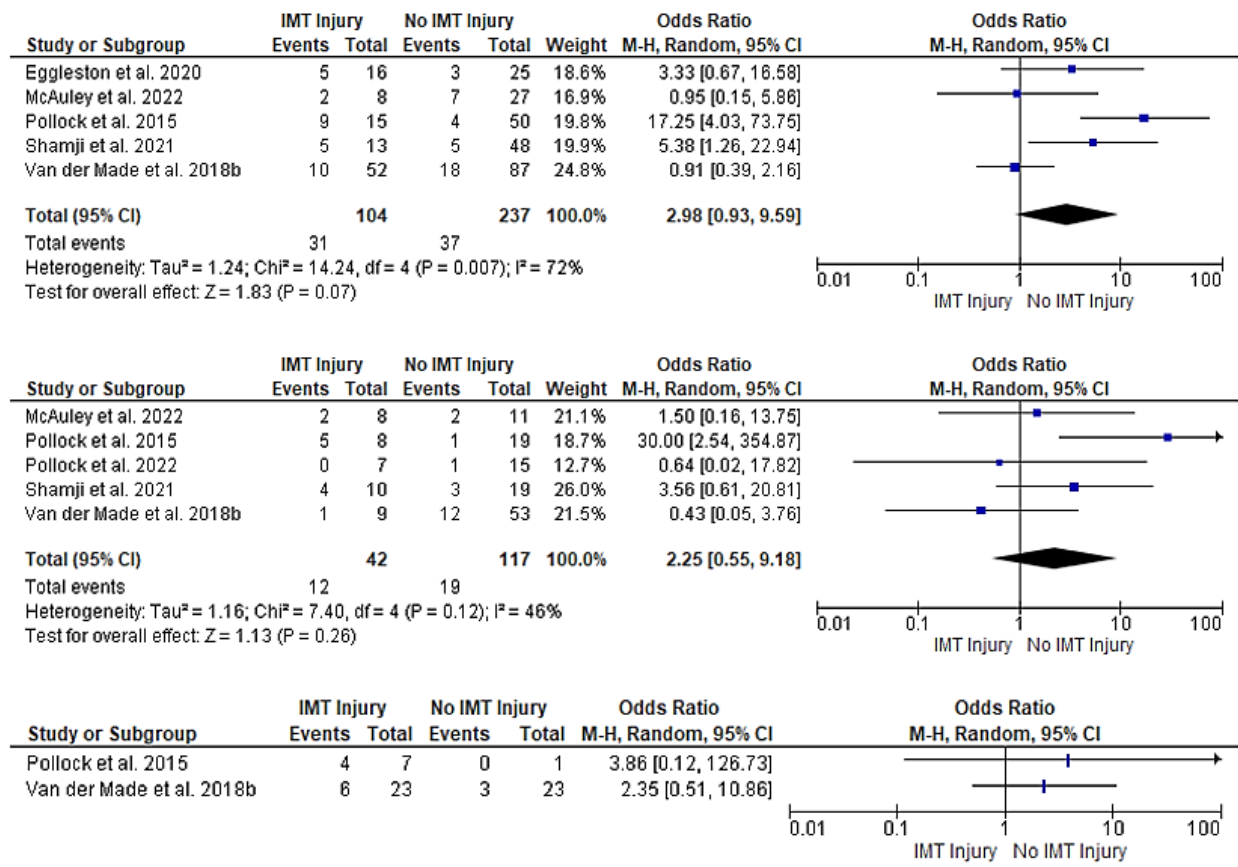 IMT Injury No IMT Injury Odds Ratio Odds Ratio
Study or Subgroup Events Total Events Total Weight M-H, Random, 95% CI M-H, Random, 95% CI
Eggleston et al. 2020 5 16 3 25 18.6% 3.33 [0.67, 16.58]
McAuley et al. 2022 2 8 7 27 16.9% 0.95 [0.15, 5.86]
Pollock et al. 2015 9 15 4 50 19.8% 17.25 [4.03, 73.75]
Shamji et al. 2021 5 13 5 48 19.9% 5.38 [1.26, 22.94]
Van der Made et al. 2018b 10 52 18 87 24.8% 0.91 [0.39, 2.16]
Total (95% CI) 104 237 100.0% 2.98 [0.93, 9.59]
Total events 31 37
Heterogeneity: Tau² = 1.24; Chi² = 14.24, df = 4 (P = 0.007); I² = 72%
Test for overall effect: Z = 1.83 (P = 0.07)
0.01 0.1 1 10 100
IMT Injury No IMT Injury
IMT Injury No IMT Injury Odds Ratio Odds Ratio
Study or Subgroup Events Total Events Total Weight M-H, Random, 95% CI M-H, Random, 95% CI
McAuley et al. 2022 2 8 2 11 21.1% 1.50 [0.16, 13.75]
Pollock et al. 2015 5 8 1 19 18.7% 30.00 [2.54, 354.87]
Pollock et al. 2022 0 7 1 15 12.7% 0.64 [0.02, 17.82]
Shamji et al. 2021 4 10 3 19 26.0% 3.56 [0.61, 20.81]
Van der Made et al. 2018b 1 9 12 53 21.5% 0.43 [0.05, 3.76]
Total (95% CI) 42 117 100.0% 2.25 [0.55, 9.18]
Total events 12 19
Heterogeneity: Tau² = 1.16; Chi² = 7.40, df = 4 (P = 0.12); I² = 46%
Test for overall effect: Z = 1.13 (P = 0.26)
0.01 0.1 1 10 100
IMT Injury No IMT Injury
IMT Injury No IMT Injury Odds Ratio Odds Ratio
Study or Subgroup Events Total Events Total M-H, Random, 95% CI M-H, Random, 95% CI
Pollock et al. 2015 4 7 0 1 3.86 [0.12, 126.73]
Van der Made et al. 2018b 6 23 3 23 2.35 [0.51, 10.86]
0.01 0.1 1 10 100
IMT Injury No IMT Injury